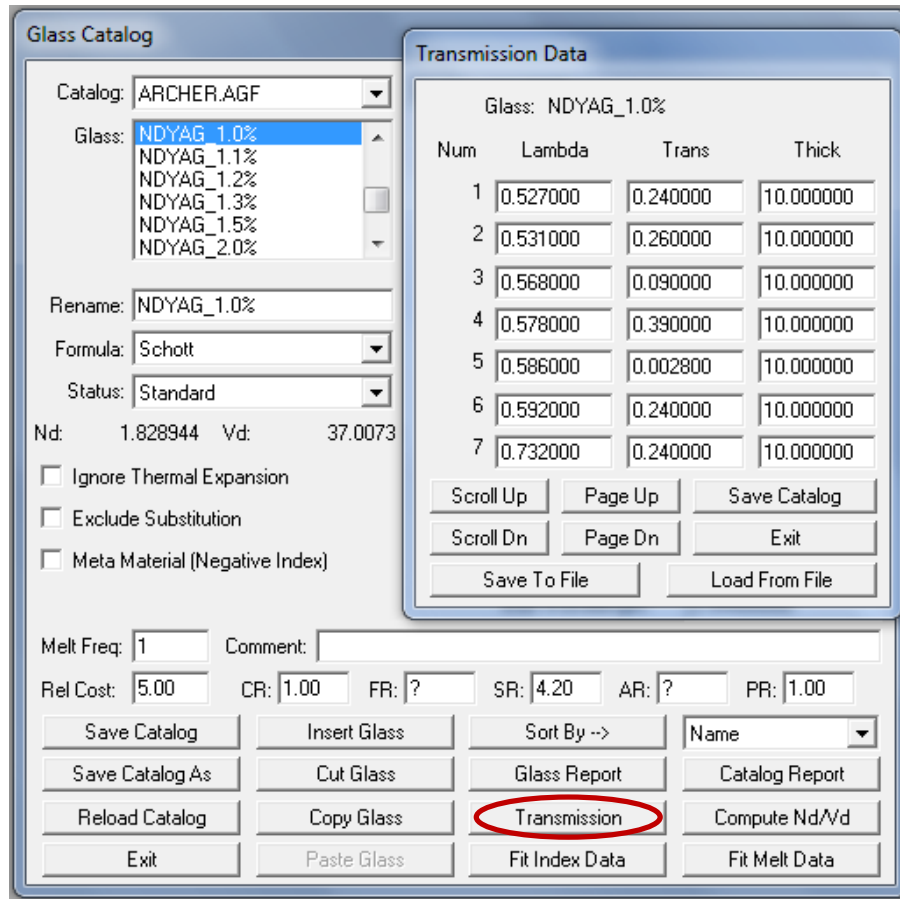 Glass Catalog
Catalog: ARCHER.AGF
Glass: NDYAG_1.0%
NDYAG_1.1%
NDYAG_1.2%
NDYAG_1.3%
NDYAG_1.5%
NDYAG_2.0%
Rename: NDYAG_1.0%
Formula: Schott
Status: Standard
Nd: 1.828944 Vd: 37.0073
Ignore Thermal Expansion
Exclude Substitution
Meta Material (Negative Index)
Transmission Data
Glass: NDYAG_1.0%
Num Lambda Trans Thick
1 0.527000 0.240000 10.000000
2 0.531000 0.260000 10.000000
3 0.568000 0.090000 10.000000
4 0.578000 0.390000 10.000000
5 0.586000 0.002800 10.000000
6 0.592000 0.240000 10.000000
7 0.732000 0.240000 10.000000
Scroll Up Page Up Save Catalog
Scroll Dn Page Dn Exit
Save To File Load From File
Melt Freq: 1 Comment:
Rel Cost: 5.00 CR: 1.00 FR: ? SR: 4.20 AR: ? PR: 1.00
Save Catalog Insert Glass Sort By --> Name
Save Catalog As Cut Glass Glass Report Catalog Report
Reload Catalog Copy Glass Transmission Compute Nd/Vd
Exit Paste Glass Fit Index Data Fit Melt Data